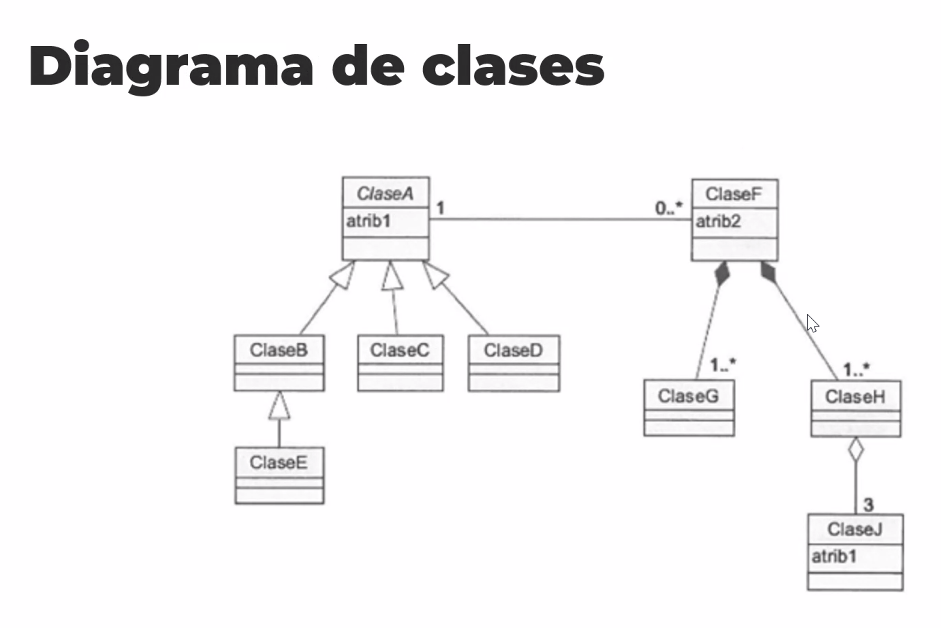 Diagrama de clases
ClaseA
atrib1
1
0..*
ClaseF
atrib2
ClaseB
ClaseC
ClaseD
1..*
1..*
ClaseG
ClaseH
ClaseE
3
ClaseJ
atrib1